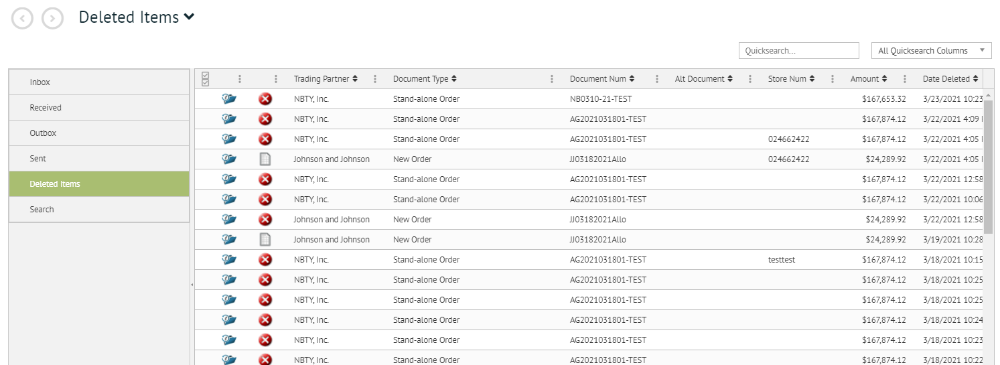 Deleted Items
Quicksearch... All Quicksearch Columns
Inbox
Received
Outbox
Sent
Deleted Items
Search
Trading Partner Document Type Document Num Alt Document Store Num Amount Date Deleted
NBTY, Inc. Stand-alone Order NB0310-21-TEST $167,653.32 3/23/2021 10:23
NBTY, Inc. Stand-alone Order AG2021031801-TEST $167,874.12 3/22/2021 4:09
NBTY, Inc. Stand-alone Order AG2021031801-TEST 024662422 $167,874.12 3/22/2021 4:05
Johnson and Johnson New Order JJ03182021Allo 024662422 $24,289.92 3/22/2021 4:05
NBTY, Inc. Stand-alone Order AG2021031801-TEST $167,874.12 3/22/2021 12:58
NBTY, Inc. Stand-alone Order AG2021031801-TEST $167,874.12 3/22/2021 10:06
Johnson and Johnson New Order JJ03182021Allo $24,289.92 3/22/2021 12:58
Johnson and Johnson New Order JJ03182021Allo $24,289.92 3/19/2021 10:28
NBTY, Inc. Stand-alone Order AG2021031801-TEST testtest $167,874.12 3/18/2021 10:15
NBTY, Inc. Stand-alone Order AG2021031801-TEST $167,874.12 3/18/2021 10:25
NBTY, Inc. Stand-alone Order AG2021031801-TEST $167,874.12 3/18/2021 10:25
NBTY, Inc. Stand-alone Order AG2021031801-TEST $167,874.12 3/18/2021 10:24
NBTY, Inc. Stand-alone Order AG2021031801-TEST $167,874.12 3/18/2021 10:23
NBTY, Inc. Stand-alone Order AG2021031801-TEST $167,874.12 3/18/2021 10:22